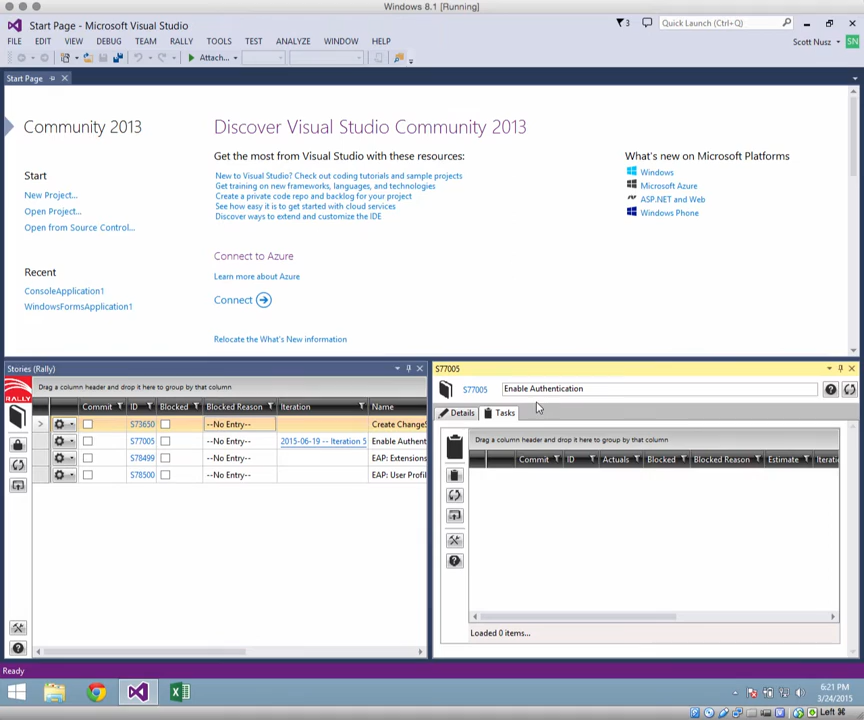 Windows 8.1 [Running]
Start Page - Microsoft Visual Studio
3
Quick Launch (Ctrl+Q)
FILE EDIT VIEW DEBUG TEAM RALLY TOOLS TEST ANALYZE WINDOW HELP
Scott Nusz SN
Attach...
Start Page
Community 2013
Discover Visual Studio Community 2013
Get the most from Visual Studio with these resources:
What's new on Microsoft Platforms
Start
New to Visual Studio? Check out coding tutorials and sample projects
Windows
Get training on new frameworks, languages, and technologies
Microsoft Azure
New Project...
Create a private code repo and backlog for your project
ASP.NET and Web
See how easy it is to get started with cloud services
Open Project...
Discover ways to extend and customize the IDE
Windows Phone
Open from Source Control...
Connect to Azure
Recent
Learn more about Azure
ConsoleApplication1
Connect
WindowsFormsApplication1
Relocate the What's New information
Stories (Rally)
S77005
Drag a column header and drop it here to group by that column
RALLY
S77005 Enable Authentication
Commit ID Blocked Blocked Reason Iteration Name
Details Tasks
S73650 --No Entry-- Create ChangeS
S77005 --No Entry-- 2015-06-19 -- Iteration 5 Enable Authent
S78499 --No Entry-- EAP: Extensions
S78500 --No Entry-- EAP: User Profil
Drag a column header and drop it here to group by that column
Commit ID Actuals Blocked Blocked Reason Estimate Iterati
Loaded 0 items...
Ready
6:21 PM
3/24/2015
Left ⌘